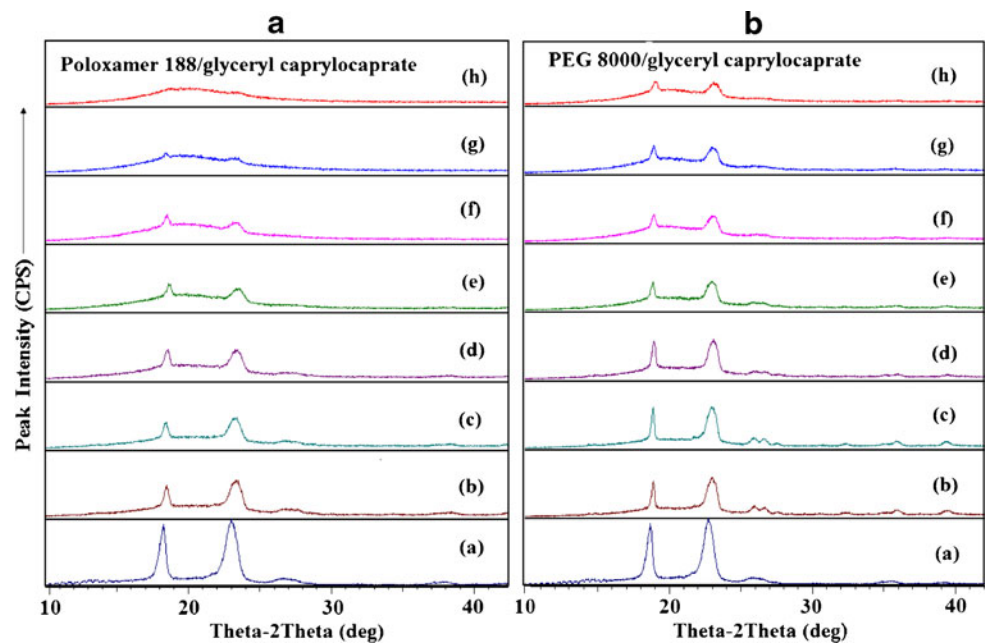 a
b
Poloxamer 188/glyceryl caprylocaprate
(h)
(g)
(f)
(e)
(d)
(c)
(b)
(a)
Peak Intensity (CPS)
10 20 30 40
Theta-2Theta (deg)
PEG 8000/glyceryl caprylocaprate
(h)
(g)
(f)
(e)
(d)
(c)
(b)
(a)
10 20 30 40
Theta-2Theta (deg)